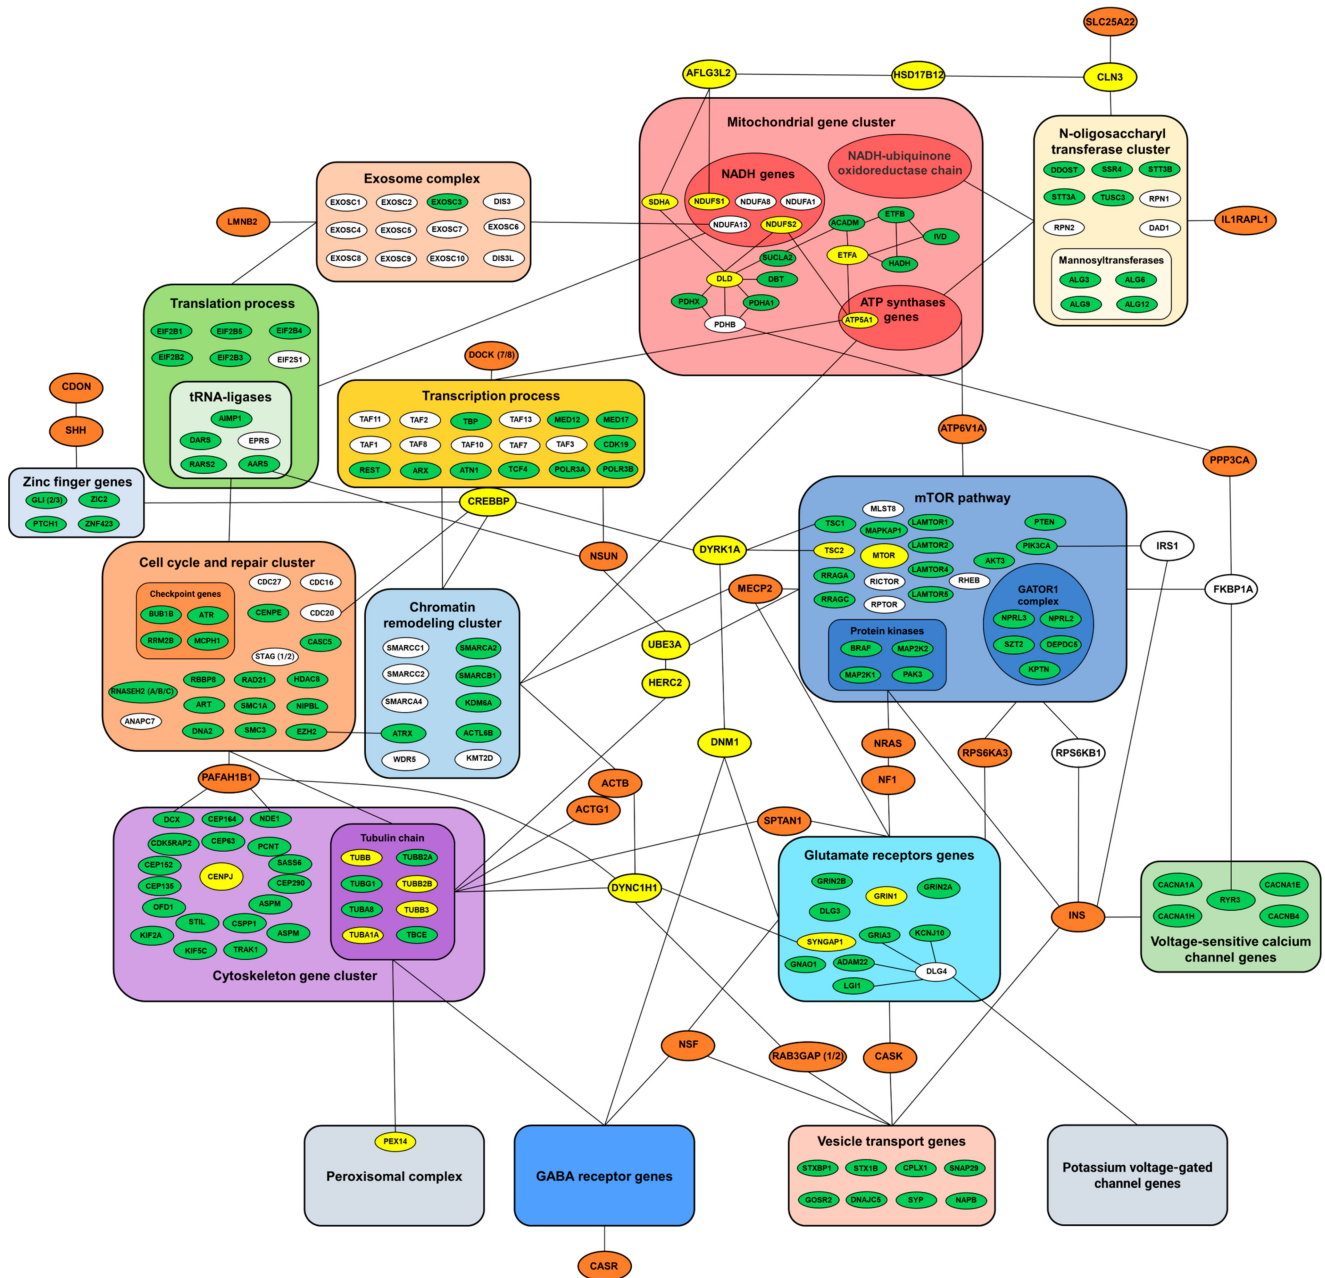 SLC25A22
AFLG3L2
HSD17B12
CLN3
Mitochondrial gene cluster
NADH-ubiquinone
oxidoreductase chain
NADH genes
SDHA
NDUFS1
NDUFA8
NDUFA1
NDUFA13
NDUFS2
ACADM
ETFB
IVD
ETFA
HADH
SUCLA2
DLD
DBT
PDHX
PDHA1
PDHB
ATP synthases
genes
ATP5A1
N-oligosaccharyl
transferase cluster
DDOST
SSR4
STT3B
STT3A
TUSC3
RPN1
RPN2
DAD1
Mannosyltransferases
ALG3
ALG6
ALG9
ALG12
IL1RAPL1
Exosome complex
EXOSC1
EXOSC2
EXOSC3
DIS3
EXOSC4
EXOSC5
EXOSC7
EXOSC6
EXOSC8
EXOSC9
EXOSC10
DIS3L
LMNB2
Translation process
EIF2B1
EIF2B5
EIF2B4
EIF2B2
EIF2B3
EIF2S1
tRNA-ligases
AIMP1
DARS
EPRS
RARS2
AARS
CDON
SHH
Zinc finger genes
GLI (2/3)
ZIC2
PTCH1
ZNF423
DOCK (7/8)
Transcription process
TAF11
TAF2
TBP
TAF13
MED12
MED17
TAF1
TAF8
TAF10
TAF7
TAF3
CDK19
REST
ARX
ATN1
TCF4
POLR3A
POLR3B
CREBBP
NSUN
DYRK1A
MECP2
UBE3A
HERC2
DNM1
ATP6V1A
PPP3CA
IRS1
FKBP1A
mTOR pathway
MLST8
TSC1
MAPKAP1
LAMTOR1
PTEN
TSC2
MTOR
LAMTOR2
PIK3CA
AKT3
RRAGA
RICTOR
LAMTOR4
RHEB
RRAGC
RPTOR
LAMTOR5
GATOR1
complex
NPRL3
NPRL2
SZT2
DEPDC5
KPTN
Protein kinases
BRAF
MAP2K2
MAP2K1
PAK3
Cell cycle and repair cluster
CDC27
CDC16
Checkpoint genes
BUB1B
ATR
RRM2B
MCPH1
CENPE
CDC20
CASC5
STAG (1/2)
RNASEH2 (A/B/C)
RBBP8
RAD21
HDAC8
ART
SMC1A
NIPBL
ANAPC7
DNA2
SMC3
EZH2
Chromatin
remodeling cluster
SMARCC1
SMARCA2
SMARCC2
SMARCB1
SMARCA4
KDM6A
ATRX
ACTL6B
WDR5
KMT2D
PAFAH1B1
ACTB
ACTG1
SPTAN1
NRAS
NF1
RPS6KA3
RPS6KB1
DCX
CEP164
NDE1
CDK5RAP2
CEP63
PCNT
CEP152
SASS6
CENPJ
CEP135
CEP290
OFD1
ASPM
STIL
CSPP1
KIF2A
ASPM
KIF5C
TRAK1
Cytoskeleton gene cluster
Tubulin chain
TUBB
TUBB2A
TUBG1
TUBB2B
TUBA8
TUBB3
TUBA1A
TBCE
DYNC1H1
Glutamate receptors genes
GRIN2B
GRIN1
GRIN2A
DLG3
SYNGAP1
GRIA3
KCNJ10
GNAO1
ADAM22
DLG4
LGI1
INS
CACNA1A
CACNA1E
RYR3
CACNA1H
CACNB4
Voltage-sensitive calcium
channel genes
NSF
RAB3GAP (1/2)
CASK
PEX14
Peroxisomal complex
GABA receptor genes
Vesicle transport genes
STXBP1
STX1B
CPLX1
SNAP29
GOSR2
DNAJC5
SYP
NAPB
Potassium voltage-gated
channel genes
CASR